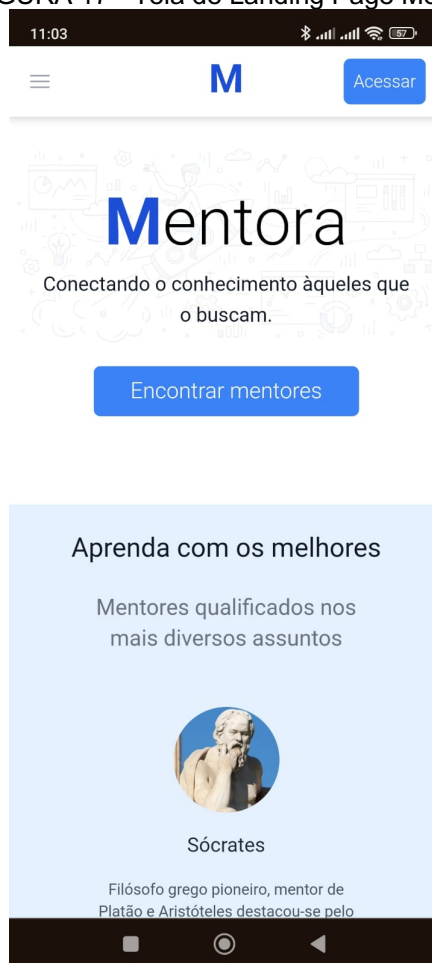 11:03
57
M
Acessar
Mentora
Conectando o conhecimento àqueles que
o buscam.
Encontrar mentores
Aprenda com os melhores
Mentores qualificados nos
mais diversos assuntos
Sócrates
Filósofo grego pioneiro, mentor de
Platão e Aristóteles destacou-se pelo